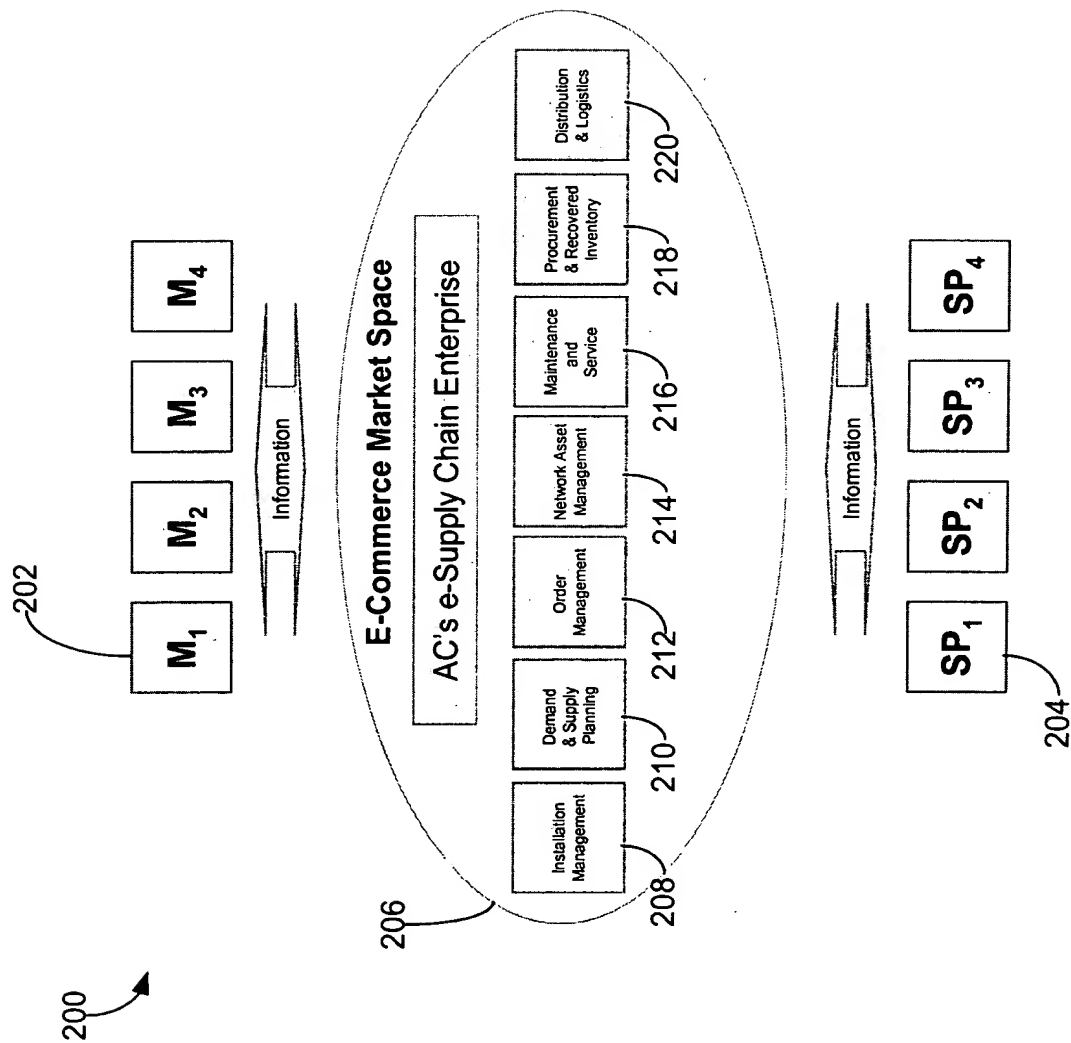 200
202
M1
M2
M3
M4
Information
206
E-Commerce Market Space
AC's e-Supply Chain Enterprise
Installation
Management
Demand
& Supply
Planning
Order
Management
Network Asset
Management
Maintenance
and
Service
Procurement
& Recovered
Inventory
Distribution
& Logistics
208
210
212
214
216
218
220
Information
SP1
SP2
SP3
SP4
204